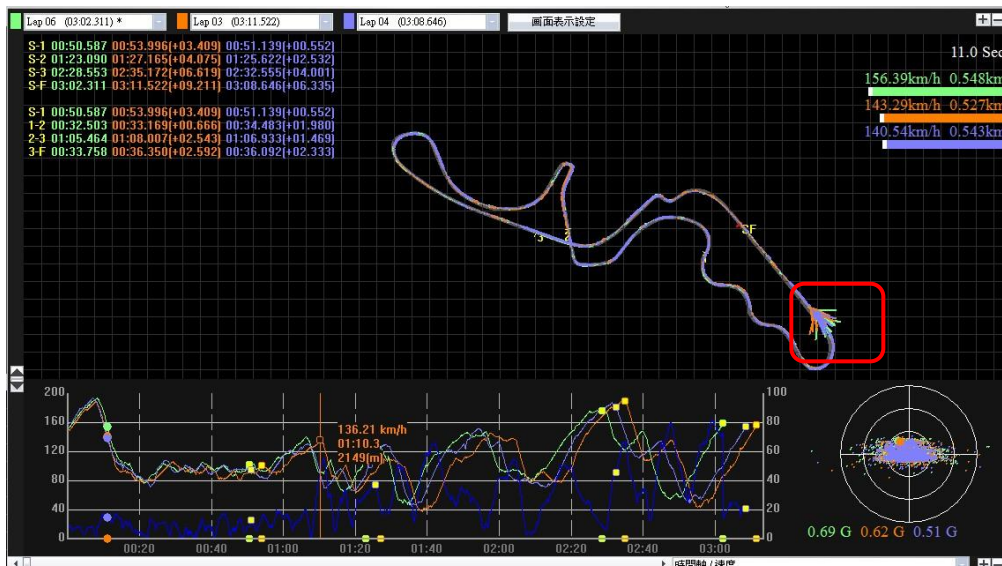 Lap 06 (03:02.311) * Lap 03 (03:11.522) Lap 04 (03:08.646) 画面表示設定
S-1 00:50.587 00:53.996(+03.409) 00:51.139(+00.552)
S-2 01:23.090 01:27.165(+04.075) 01:25.622(+02.532)
S-3 02:28.553 02:35.172(+06.619) 02:32.555(+04.001)
S-F 03:02.311 03:11.522(+09.211) 03:08.646(+06.335)
S-1 00:50.587 00:53.996(+03.409) 00:51.139(+00.552)
1-2 00:32.503 00:33.169(+00.666) 00:34.483(+01.980)
2-3 01:05.464 01:08.007(+02.543) 01:06.933(+01.469)
3-F 00:33.758 00:36.350(+02.592) 00:36.092(+02.333)
11.0 Sec
156.39km/h 0.548km
143.29km/h 0.527km
140.54km/h 0.543km
SF
3
2
1
200
160
120
80
40
0
136.21 km/h
01:10.3
2149(m)
100
80
60
40
20
0
00:20 00:40 01:00 01:20 01:40 02:00 02:20 02:40 03:00
0.69 G 0.62 G 0.51 G
時間軸 / 速度